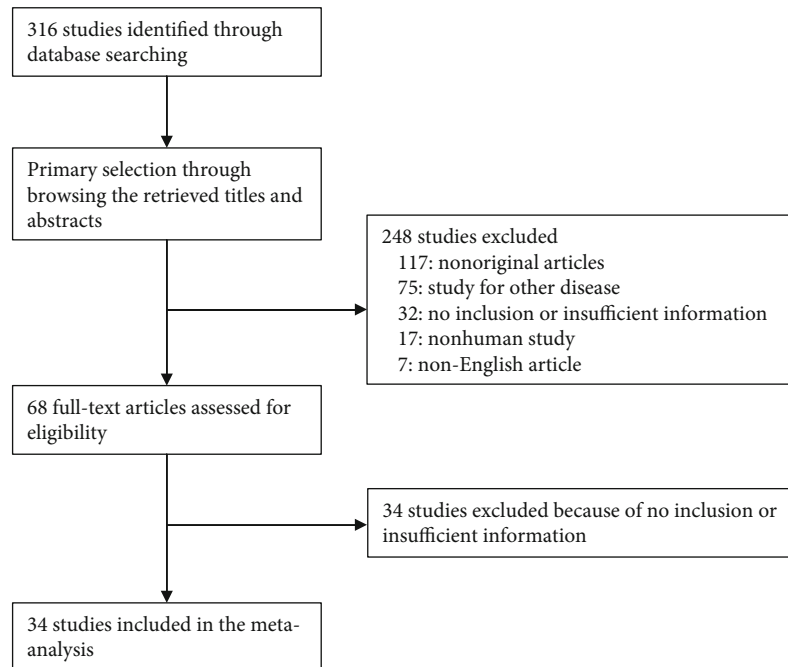 316 studies identified through
database searching
Primary selection through
browsing the retrieved titles and
abstracts
248 studies excluded
117: nonoriginal articles
75: study for other disease
32: no inclusion or insufficient information
17: nonhuman study
7: non-English article
68 full-text articles assessed for
eligibility
34 studies excluded because of no inclusion or
insufficient information
34 studies included in the meta-
analysis